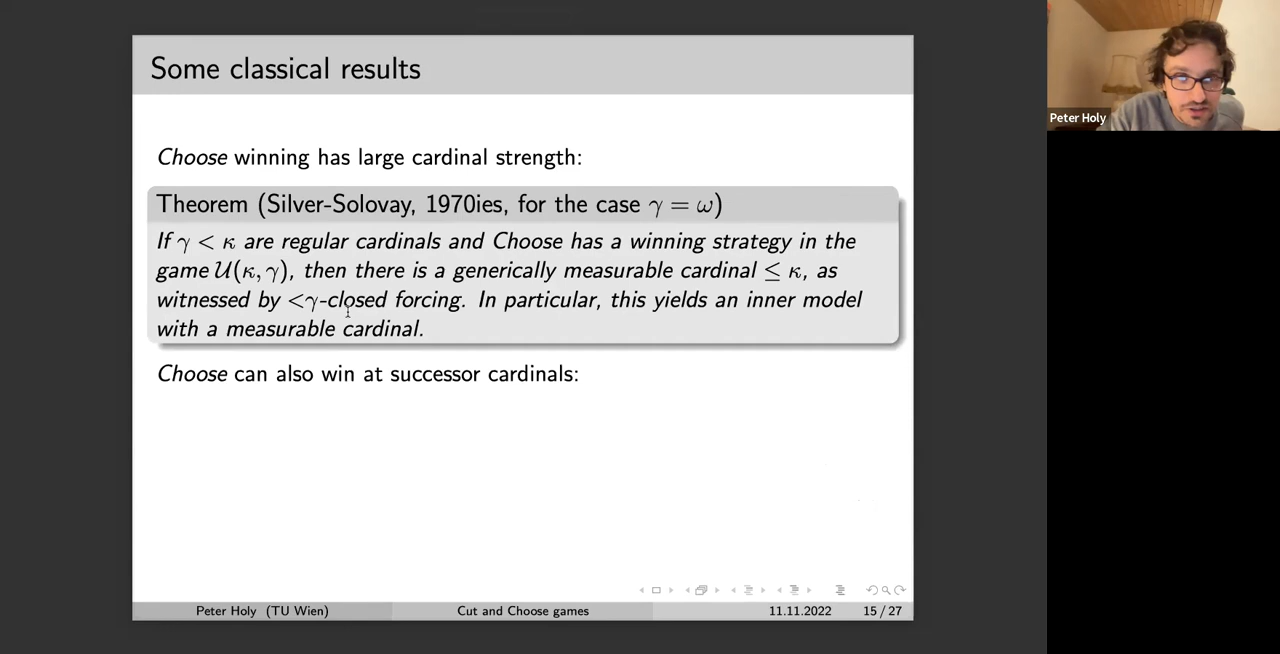 Some classical results
Peter Holy
Choose winning has large cardinal strength:
Theorem (Silver-Solovay, 1970ies, for the case γ = ω)
If γ < κ are regular cardinals and Choose has a winning strategy in the
game 𝒰(κ, γ), then there is a generically measurable cardinal ≤ κ, as
witnessed by <γ-closed forcing. In particular, this yields an inner model
with a measurable cardinal.
Choose can also win at successor cardinals:
Peter Holy (TU Wien) Cut and Choose games 11.11.2022 15 / 27